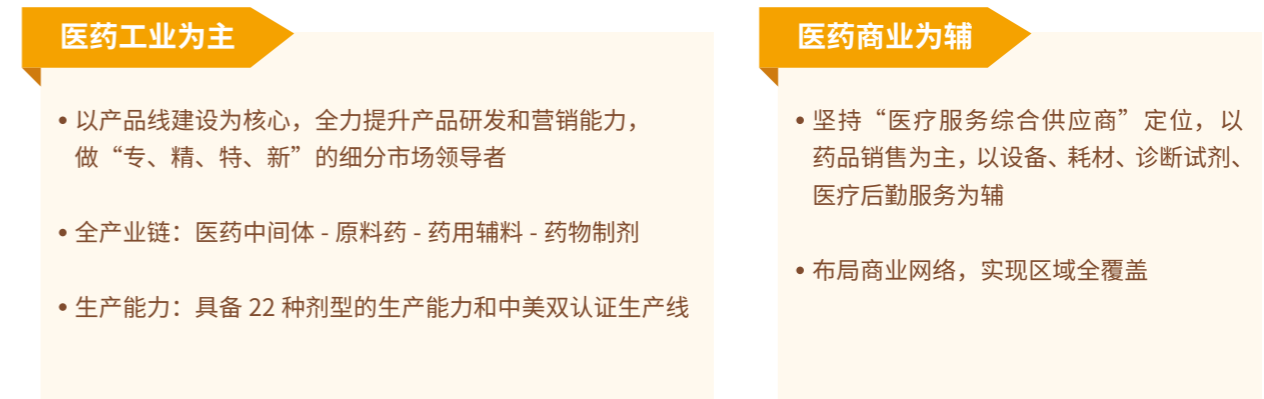 医药工业为主
• 以产品线建设为核心，全力提升产品研发和营销能力，
做“专、精、特、新”的细分市场领导者
• 全产业链：医药中间体 - 原料药 - 药用辅料 - 药物制剂
• 生产能力：具备 22 种剂型的生产能力和中美双认证生产线
医药商业为辅
• 坚持“医疗服务综合供应商”定位，以
药品销售为主，以设备、耗材、诊断试剂、
医疗后勤服务为辅
• 布局商业网络，实现区域全覆盖